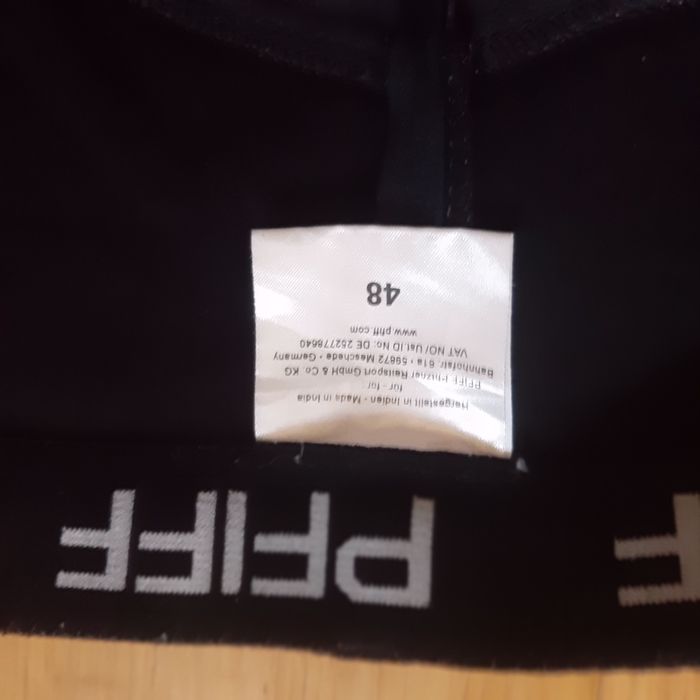 Hergestellt in Indien - Made in India
für - for
PFIFF Pfitzner Reitsport GmbH & Co. KG
Bahnhofstr. 61a • 59872 Meschede • Germany
VAT NO/ Ust.ID No: DE 252778640
www.pfiff.com
48
PFIFF